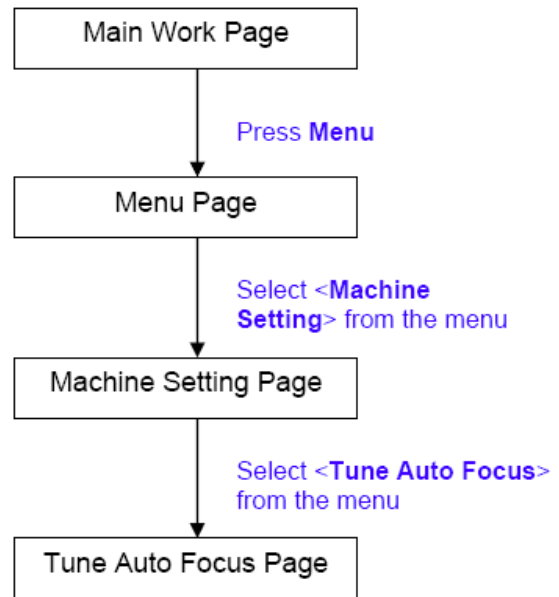 Main Work Page
Press Menu
Menu Page
Select <Machine
Setting> from the menu
Machine Setting Page
Select <Tune Auto Focus>
from the menu
Tune Auto Focus Page